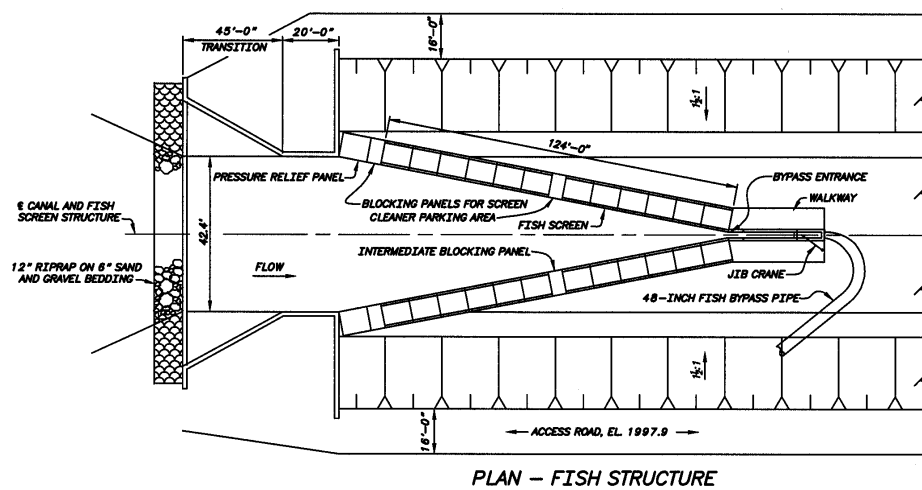 45'-0"
TRANSITION
20'-0"
16'-0"
1½:1
124'-0"
PRESSURE RELIEF PANEL
BLOCKING PANELS FOR SCREEN
CLEANER PARKING AREA
FISH SCREEN
BYPASS ENTRANCE
WALKWAY
℄ CANAL AND FISH
SCREEN STRUCTURE
42.4'
INTERMEDIATE BLOCKING PANEL
12" RIPRAP ON 6" SAND
AND GRAVEL BEDDING
FLOW
JIB CRANE
48-INCH FISH BYPASS PIPE
1½:1
16'-0"
ACCESS ROAD, EL. 1997.9
PLAN - FISH STRUCTURE